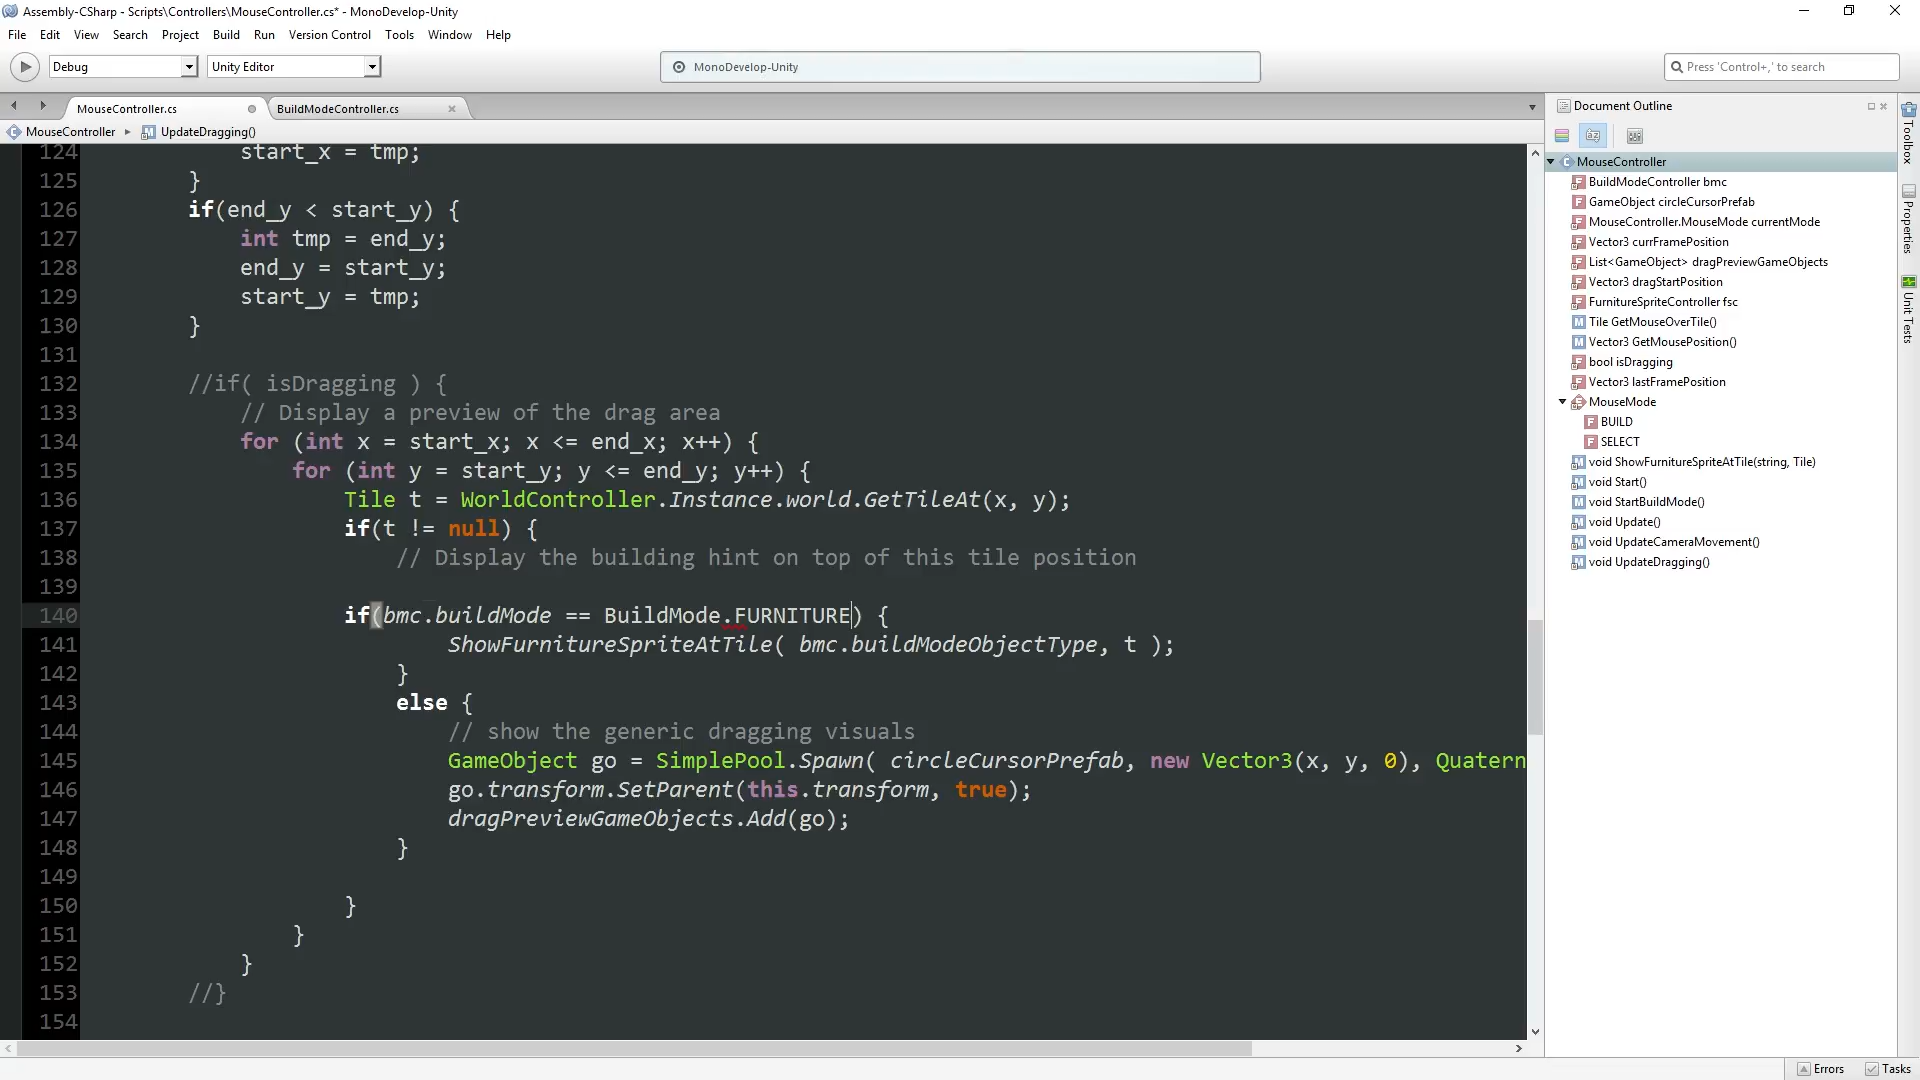 Assembly-CSharp - Scripts\Controllers\MouseController.cs* - MonoDevelop-Unity
File Edit View Search Project Build Run Version Control Tools Window Help
Debug Unity Editor MonoDevelop-Unity Press 'Control+,' to search
MouseController.cs BuildModeController.cs
MouseController UpdateDragging()
124 start_x = tmp;
125 }
126 if(end_y < start_y) {
127 int tmp = end_y;
128 end_y = start_y;
129 start_y = tmp;
130 }
131
132 //if( isDragging ) {
133 // Display a preview of the drag area
134 for (int x = start_x; x <= end_x; x++) {
135 for (int y = start_y; y <= end_y; y++) {
136 Tile t = WorldController.Instance.world.GetTileAt(x, y);
137 if(t != null) {
138 // Display the building hint on top of this tile position
139
140 if(bmc.buildMode == BuildMode.FURNITURE) {
141 ShowFurnitureSpriteAtTile( bmc.buildModeObjectType, t );
142 }
143 else {
144 // show the generic dragging visuals
145 GameObject go = SimplePool.Spawn( circleCursorPrefab, new Vector3(x, y, 0), Quatern
146 go.transform.SetParent(this.transform, true);
147 dragPreviewGameObjects.Add(go);
148 }
149
150 }
151 }
152 }
153 //}
154
Document Outline
MouseController
BuildModeController bmc
GameObject circleCursorPrefab
MouseController.MouseMode currentMode
Vector3 currFramePosition
List<GameObject> dragPreviewGameObjects
Vector3 dragStartPosition
FurnitureSpriteController fsc
Tile GetMouseOverTile()
Vector3 GetMousePosition()
bool isDragging
Vector3 lastFramePosition
MouseMode
BUILD
SELECT
void ShowFurnitureSpriteAtTile(string, Tile)
void Start()
void StartBuildMode()
void Update()
void UpdateCameraMovement()
void UpdateDragging()
Toolbox
Properties
Unit Tests
Errors Tasks